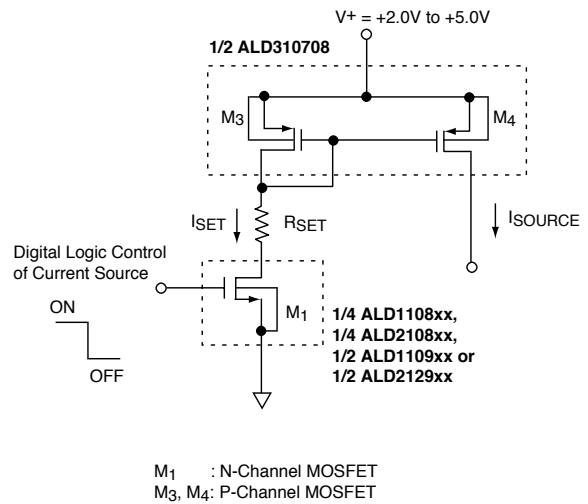 V+ = +2.0V to +5.0V
1/2 ALD310708
M3
M4
ISET
RSET
ISOURCE
Digital Logic Control
of Current Source
ON
OFF
M1
1/4 ALD1108xx,
1/4 ALD2108xx,
1/2 ALD1109xx or
1/2 ALD2129xx
M1 : N-Channel MOSFET
M3, M4: P-Channel MOSFET